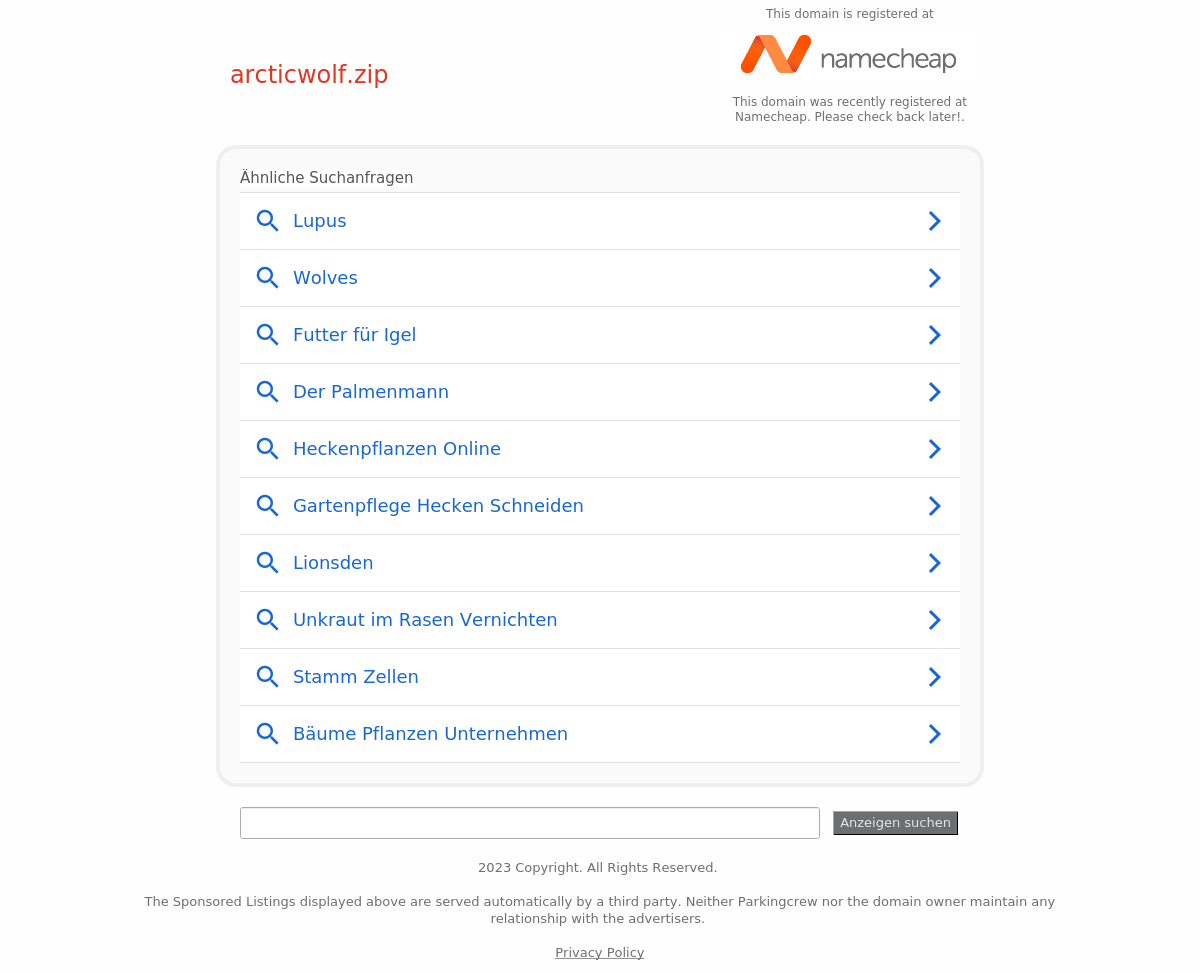 This domain is registered at
namecheap
arcticwolf.zip
This domain was recently registered at
Namecheap. Please check back later!.
Ähnliche Suchanfragen
Lupus
Wolves
Futter für Igel
Der Palmenmann
Heckenpflanzen Online
Gartenpflege Hecken Schneiden
Lionsden
Unkraut im Rasen Vernichten
Stamm Zellen
Bäume Pflanzen Unternehmen
Anzeigen suchen
2023 Copyright. All Rights Reserved.
The Sponsored Listings displayed above are served automatically by a third party. Neither Parkingcrew nor the domain owner maintain any
relationship with the advertisers.
Privacy Policy